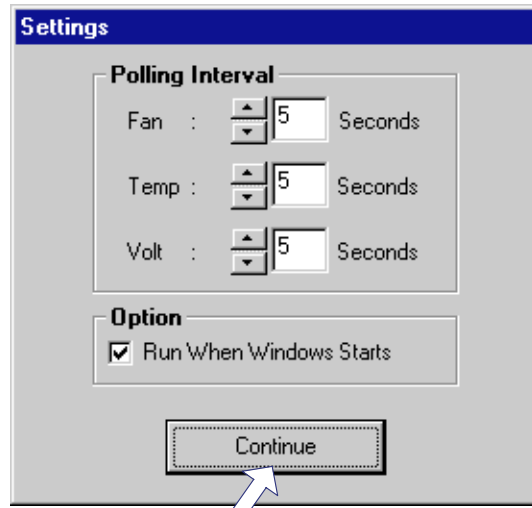 Settings
Polling Interval
Fan : 5 Seconds
Temp : 5 Seconds
Volt : 5 Seconds
Option
Run When Windows Starts
Continue